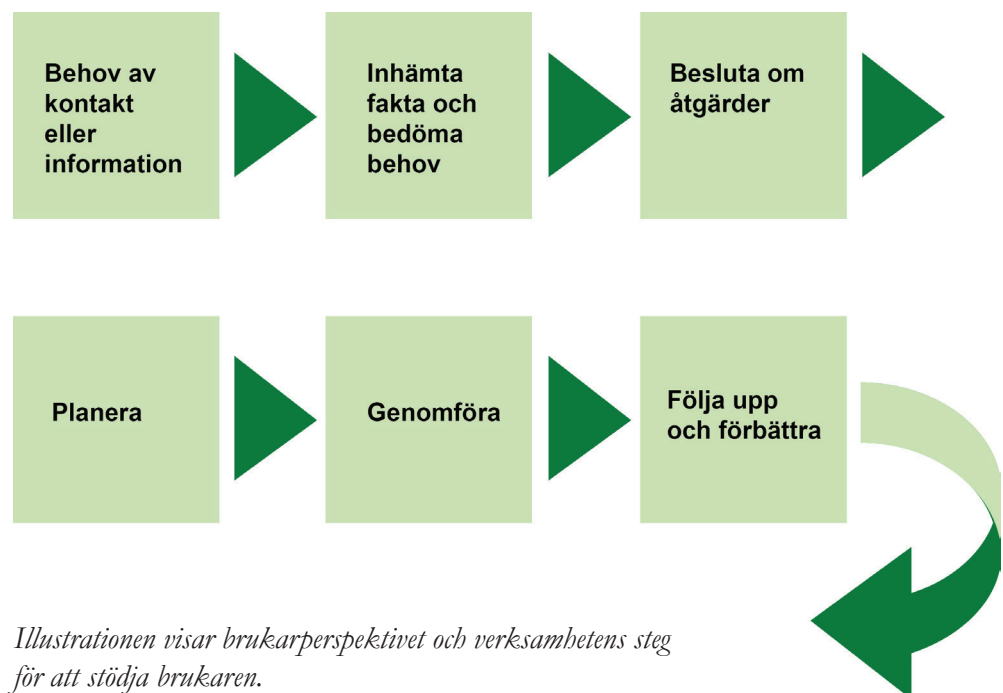 Behov av
kontakt
eller
information
Inhämta
fakta och
bedöma
behov
Besluta om
åtgärder
Planera
Genomföra
Följa upp
och förbättra
Illustrationen visar brukarperspektivet och verksamhetens steg
för att stödja brukaren.